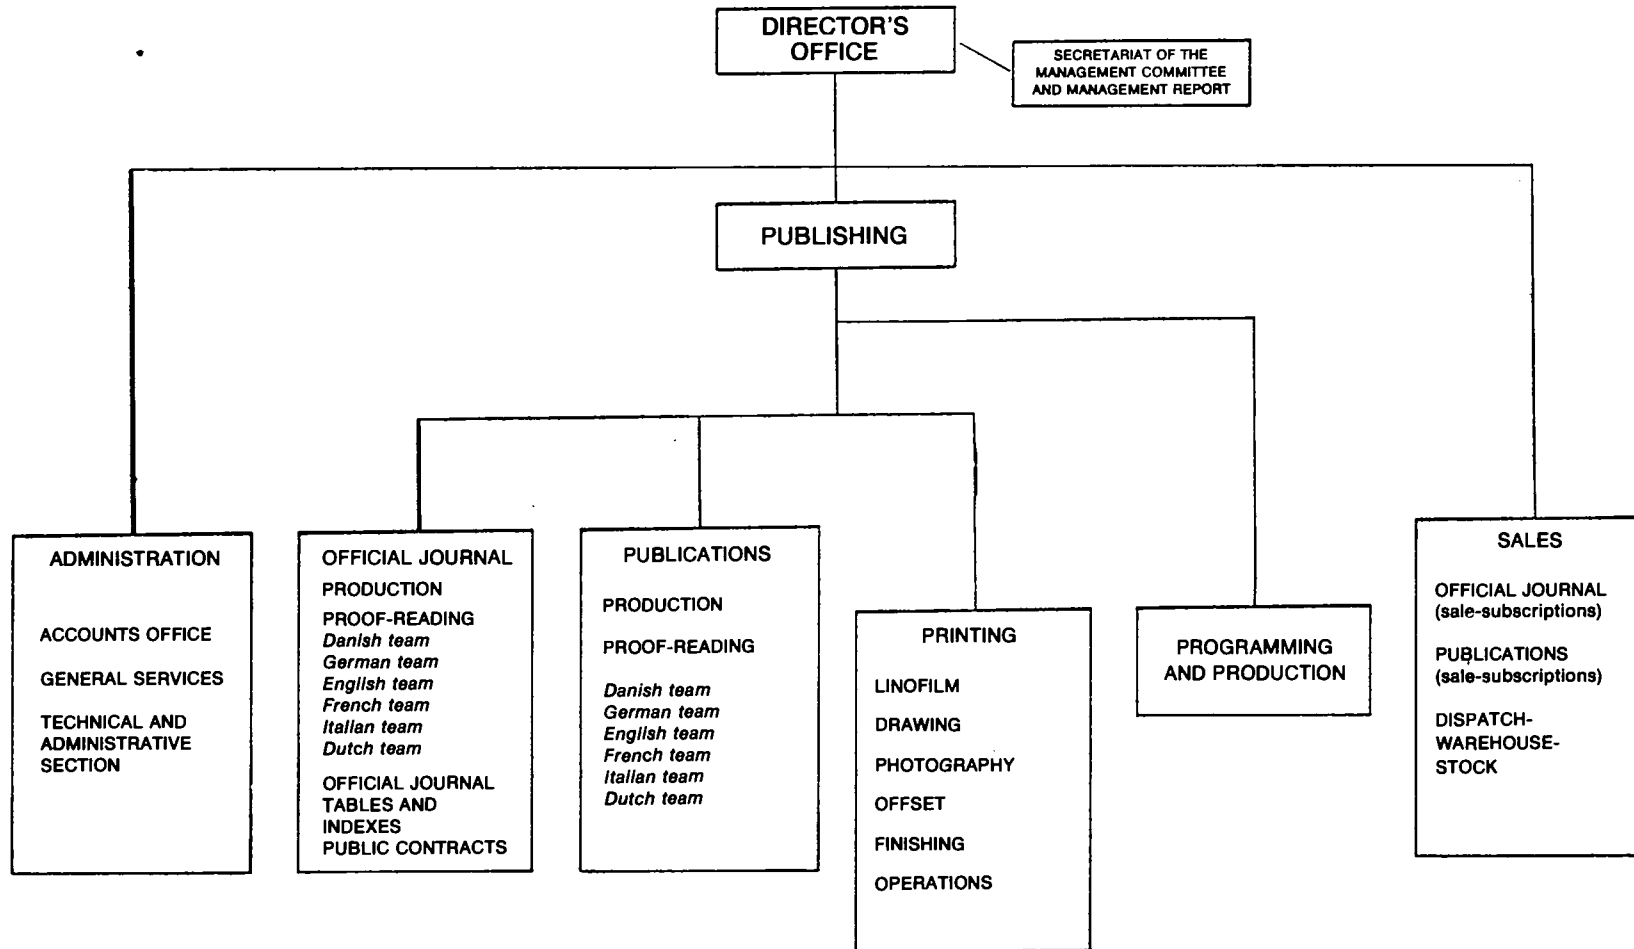 DIRECTOR'S
OFFICE
SECRETARIAT OF THE
MANAGEMENT COMMITTEE
AND MANAGEMENT REPORT
PUBLISHING
ADMINISTRATION
ACCOUNTS OFFICE
GENERAL SERVICES
TECHNICAL AND
ADMINISTRATIVE
SECTION
OFFICIAL JOURNAL
PRODUCTION
PROOF-READING
Danish team
German team
English team
French team
Italian team
Dutch team
OFFICIAL JOURNAL
TABLES AND
INDEXES
PUBLIC CONTRACTS
PUBLICATIONS
PRODUCTION
PROOF-READING
Danish team
German team
English team
French team
Italian team
Dutch team
PRINTING
LINOFILM
DRAWING
PHOTOGRAPHY
OFFSET
FINISHING
OPERATIONS
PROGRAMMING
AND PRODUCTION
SALES
OFFICIAL JOURNAL
(sale-subscriptions)
PUBLICATIONS
(sale-subscriptions)
DISPATCH-
WAREHOUSE-
STOCK